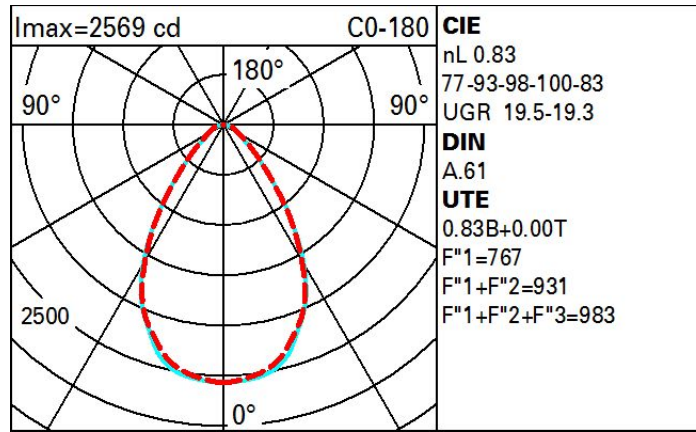 Imax=2569 cd C0-180
180°
90° 90°
2500
0°
CIE
nL 0.83
77-93-98-100-83
UGR 19.5-19.3
DIN
A.61
UTE
0.83B+0.00T
F"1=767
F"1+F"2=931
F"1+F"2+F"3=983